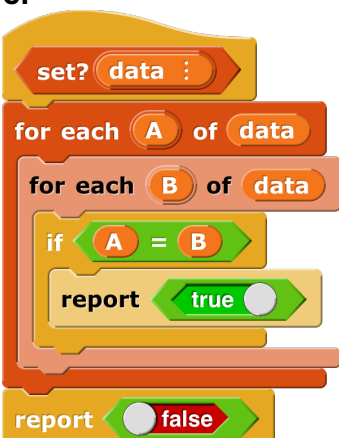 set? data ⋮
for each A of data
for each B of data
if A = B
report true
report false